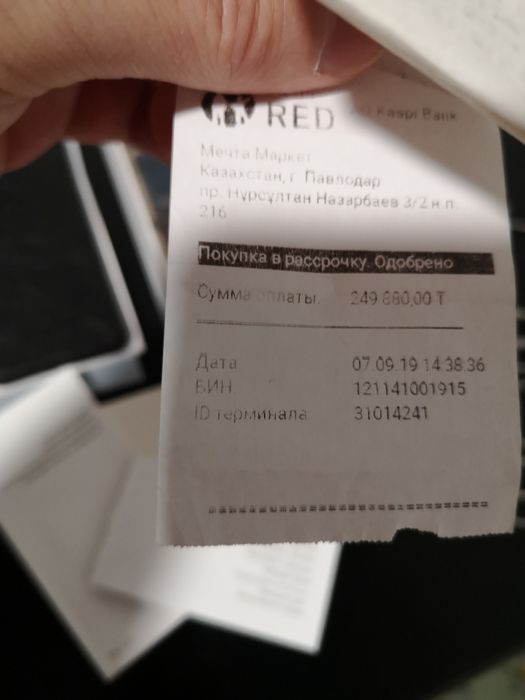 RED Kaspi Bank
Мечта Маркет
Казахстан, г. Павлодар
пр. Нурсултан Назарбаев 3/2 н.п.
216
Покупка в рассрочку. Одобрено
Сумма оплаты. 249 880,00 Т
Дата 07.09.19 14:38:36
БИН 121141001915
ID терминала 31014241